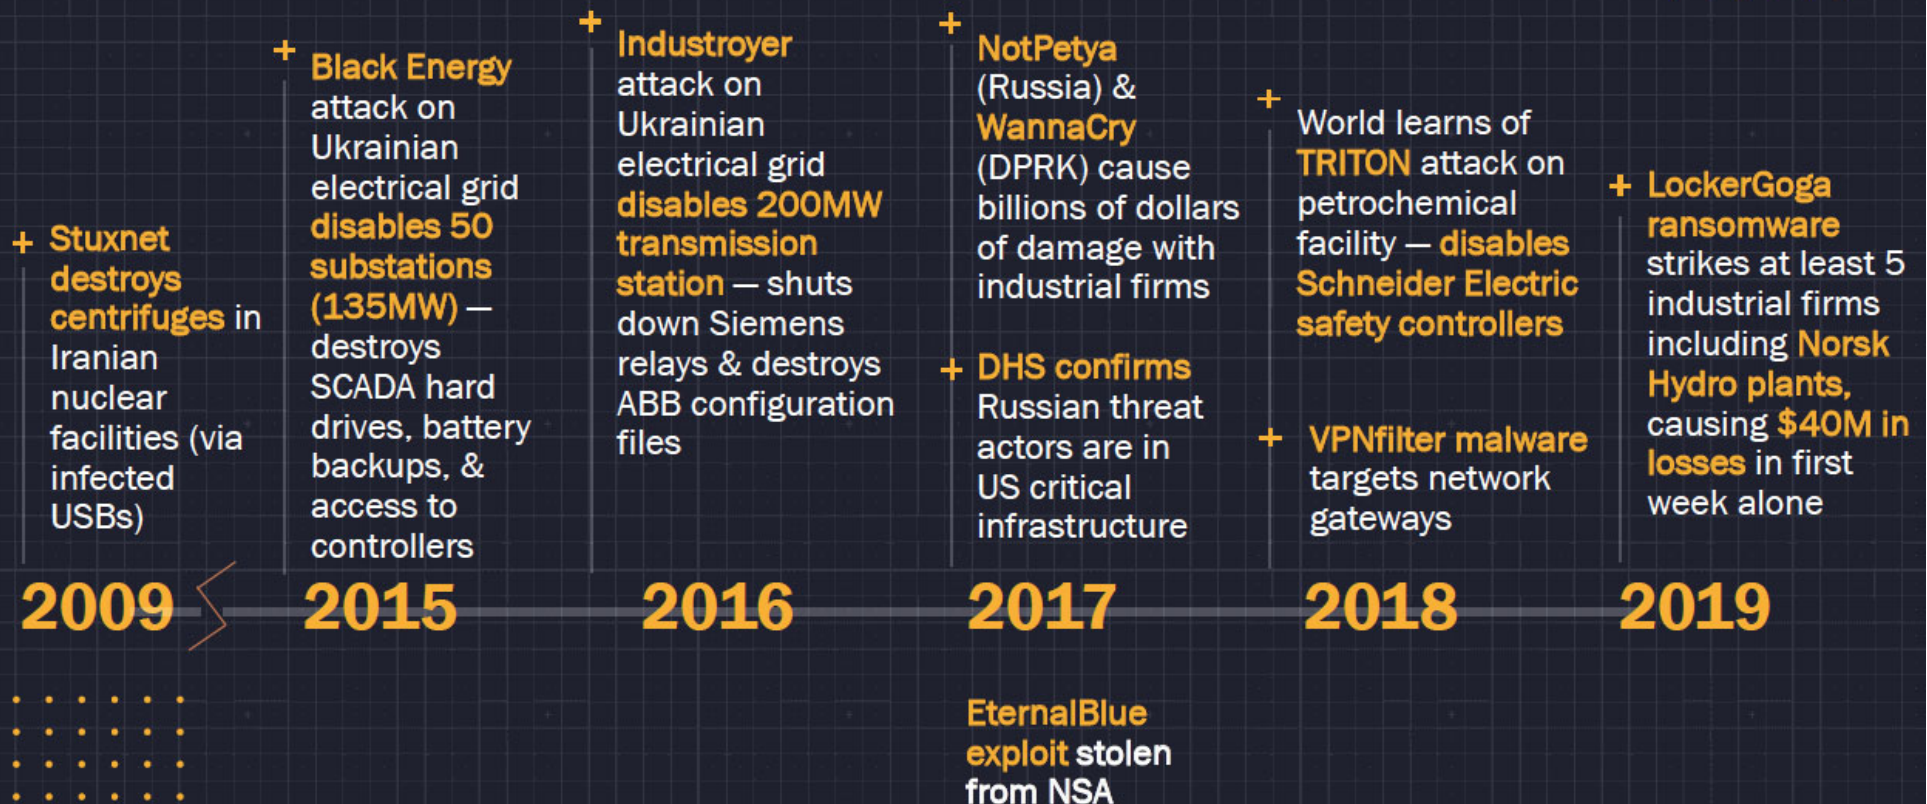 Stuxnet
destroys
centrifuges in
Iranian
nuclear
facilities (via
infected
USBs)
2009
Black Energy
attack on
Ukrainian
electrical grid
disables 50
substations
(135MW) —
destroys
SCADA hard
drives, battery
backups, &
access to
controllers
2015
Industroyer
attack on
Ukrainian
electrical grid
disables 200MW
transmission
station — shuts
down Siemens
relays & destroys
ABB configuration
files
2016
NotPetya
(Russia) &
WannaCry
(DPRK) cause
billions of dollars
of damage with
industrial firms
DHS confirms
Russian threat
actors are in
US critical
infrastructure
2017
EternalBlue
exploit stolen
from NSA
World learns of
TRITON attack on
petrochemical
facility — disables
Schneider Electric
safety controllers
VPNfilter malware
targets network
gateways
2018
LockerGoga
ransomware
strikes at least 5
industrial firms
including Norsk
Hydro plants,
causing $40M in
losses in first
week alone
2019